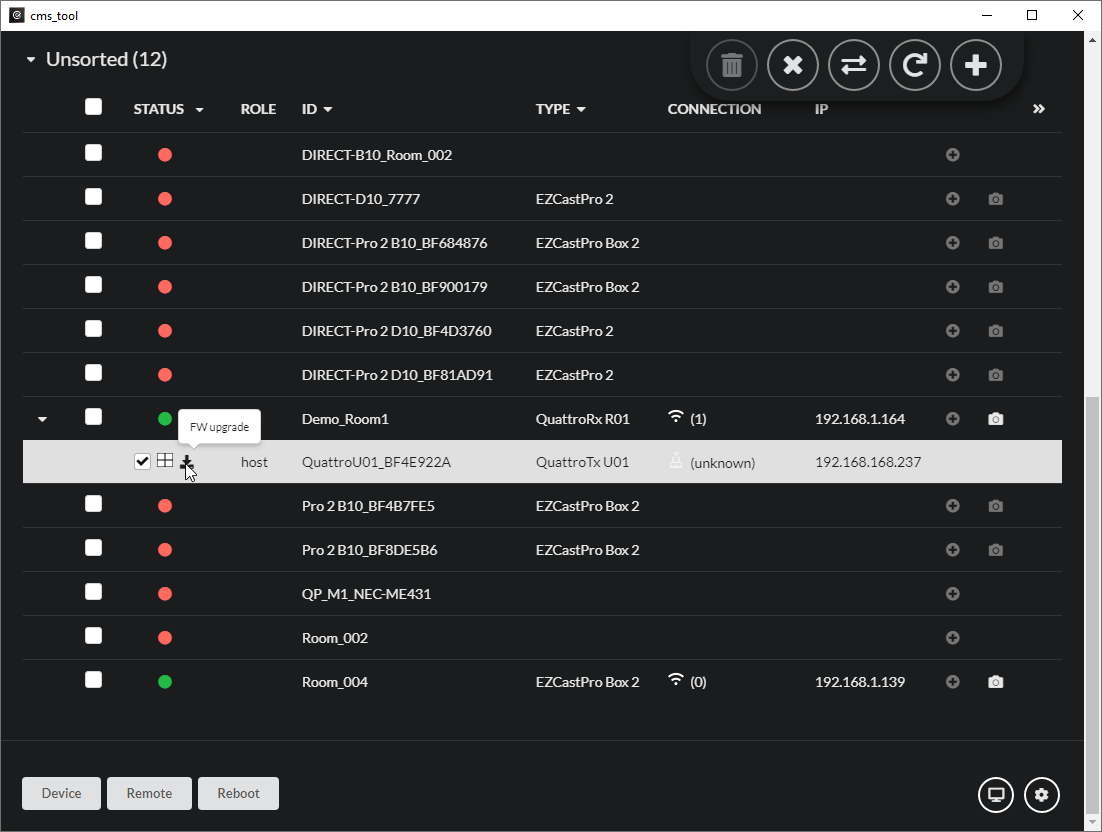 cms_tool
Unsorted (12)
STATUS ROLE ID TYPE CONNECTION IP
DIRECT-B10_Room_002
DIRECT-D10_7777 EZCastPro 2
DIRECT-Pro 2 B10_BF684876 EZCastPro Box 2
DIRECT-Pro 2 B10_BF900179 EZCastPro Box 2
DIRECT-Pro 2 D10_BF4D3760 EZCastPro 2
DIRECT-Pro 2 D10_BF81AD91 EZCastPro 2
Demo_Room1 QuattroRx R01 (1) 192.168.1.164
FW upgrade
host QuattroU01_BF4E922A QuattroTx U01 (unknown) 192.168.168.237
Pro 2 B10_BF4B7FE5 EZCastPro Box 2
Pro 2 B10_BF8DE5B6 EZCastPro Box 2
QP_M1_NEC-ME431
Room_002
Room_004 EZCastPro Box 2 (0) 192.168.1.139
Device Remote Reboot